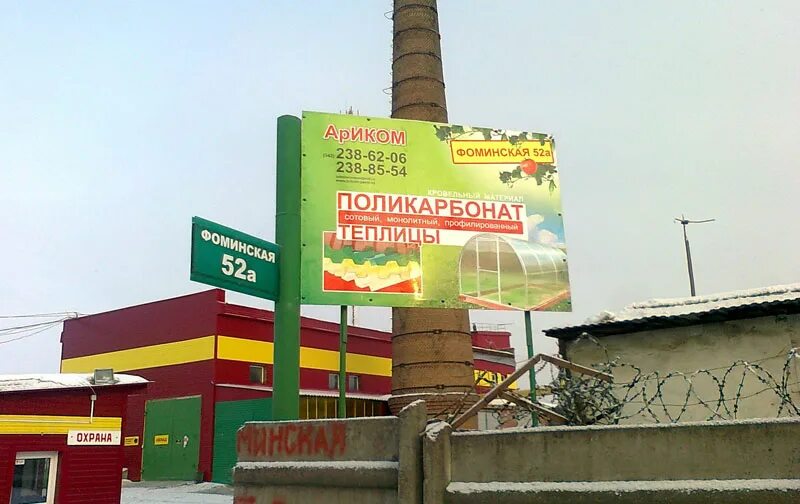 АрИКОМ
(342) 238-62-06
238-85-54
ФОМИНСКАЯ 52а
КРОВЕЛЬНЫЙ МАТЕРИАЛ
ПОЛИКАРБОНАТ
сотовый, монолитный, профилированный
ТЕПЛИЦЫ
ФОМИНСКАЯ
52а
ОХРАНА
МИНСКАЯ